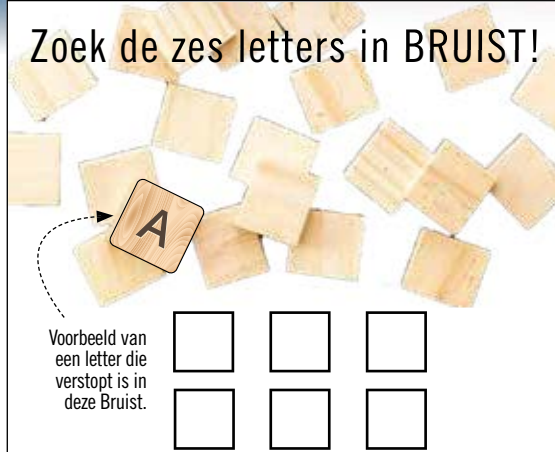 Zoek de zes letters in BRUIST!
A
Voorbeeld van
een letter die
verstopt is in
deze Bruist.